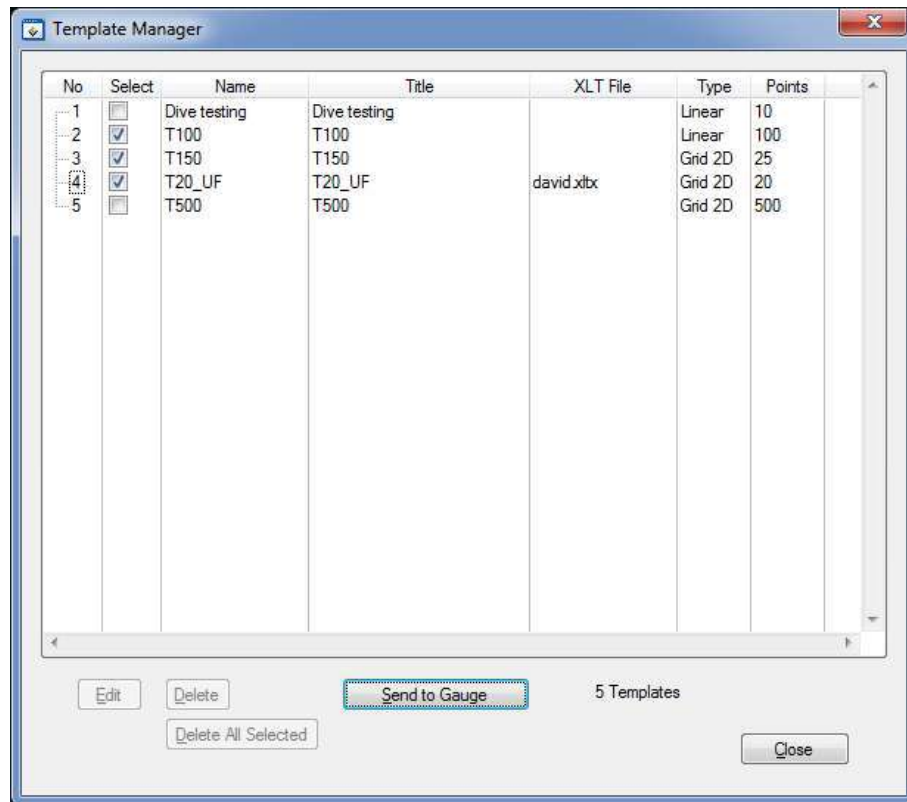 Template Manager
No Select Name Title XLT File Type Points
1 Dive testing Dive testing Linear 10
2 T100 T100 Linear 100
3 T150 T150 Grid 2D 25
4 T20_UF T20_UF david.xltx Grid 2D 20
5 T500 T500 Grid 2D 500
Edit Delete Send to Gauge 5 Templates
Delete All Selected
Close